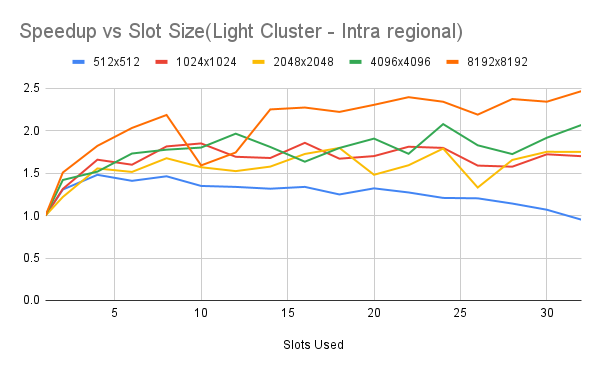 Speedup vs Slot Size(Light Cluster - Intra regional)
512x512 1024x1024 2048x2048 4096x4096 8192x8192
2.5
2.0
1.5
1.0
0.5
0.0
5 10 15 20 25 30
Slots Used